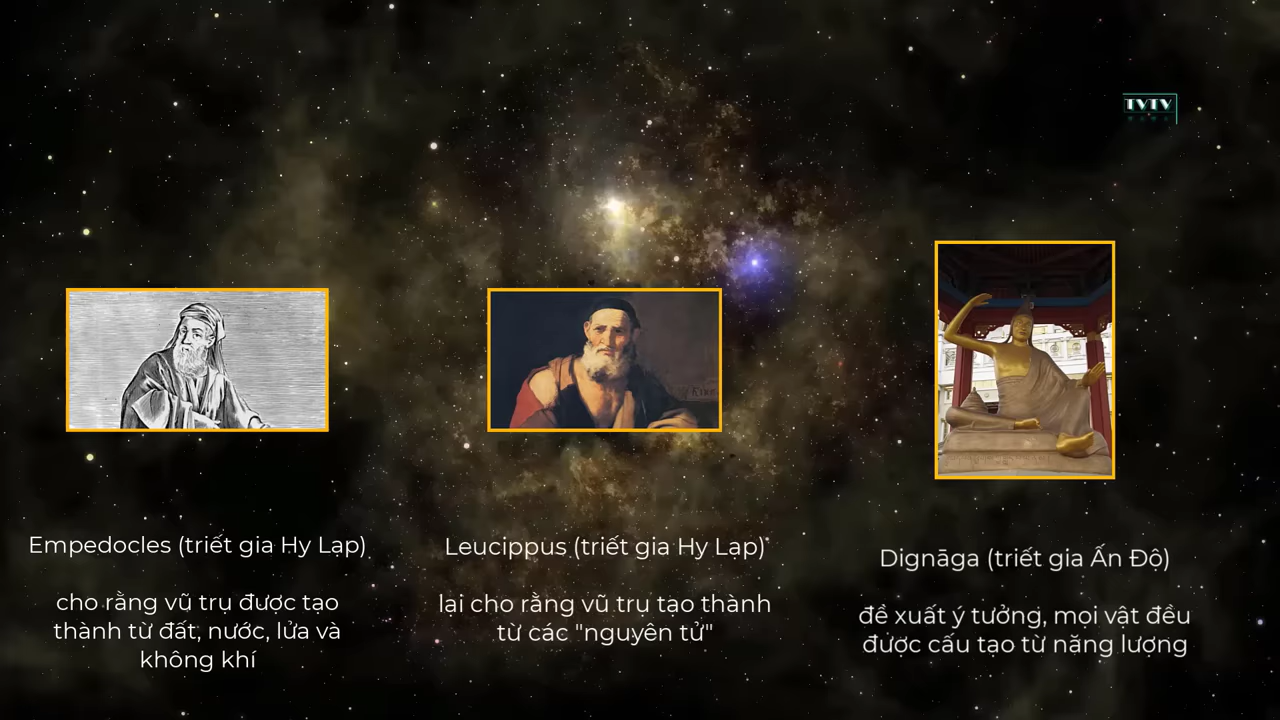 TVTV
Empedocles (triết gia Hy Lạp)
cho rằng vũ trụ được tạo
thành từ đất, nước, lửa và
không khí
Leucippus (triết gia Hy Lạp)
lại cho rằng vũ trụ tạo thành
từ các "nguyên tử"
Dignāga (triết gia Ấn Độ)
đề xuất ý tưởng, mọi vật đều
được cấu tạo từ năng lượng